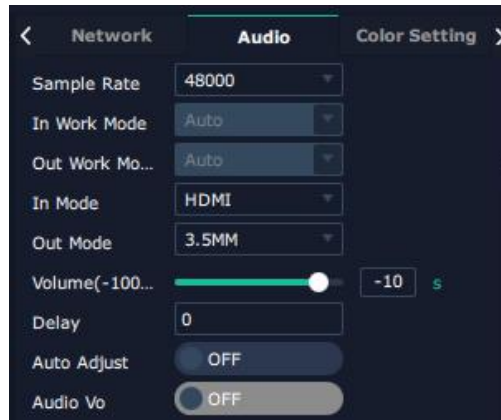 Network Audio Color Setting
Sample Rate 48000
In Work Mode Auto
Out Work Mo... Auto
In Mode HDMI
Out Mode 3.5MM
Volume(-100... -10 s
Delay 0
Auto Adjust OFF
Audio Vo OFF